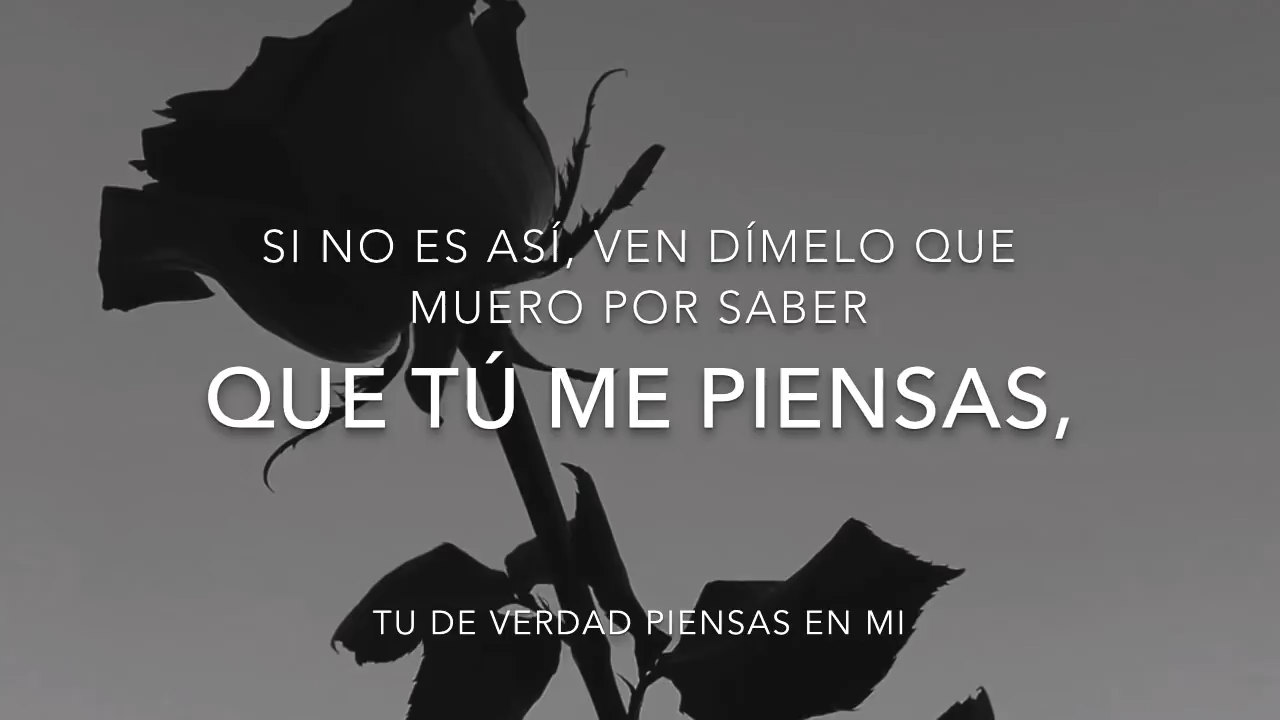 SI NO ES ASÍ, VEN DÍMELO QUE
MUERO POR SABER
QUE TÚ ME PIENSAS,
TU DE VERDAD PIENSAS EN MI